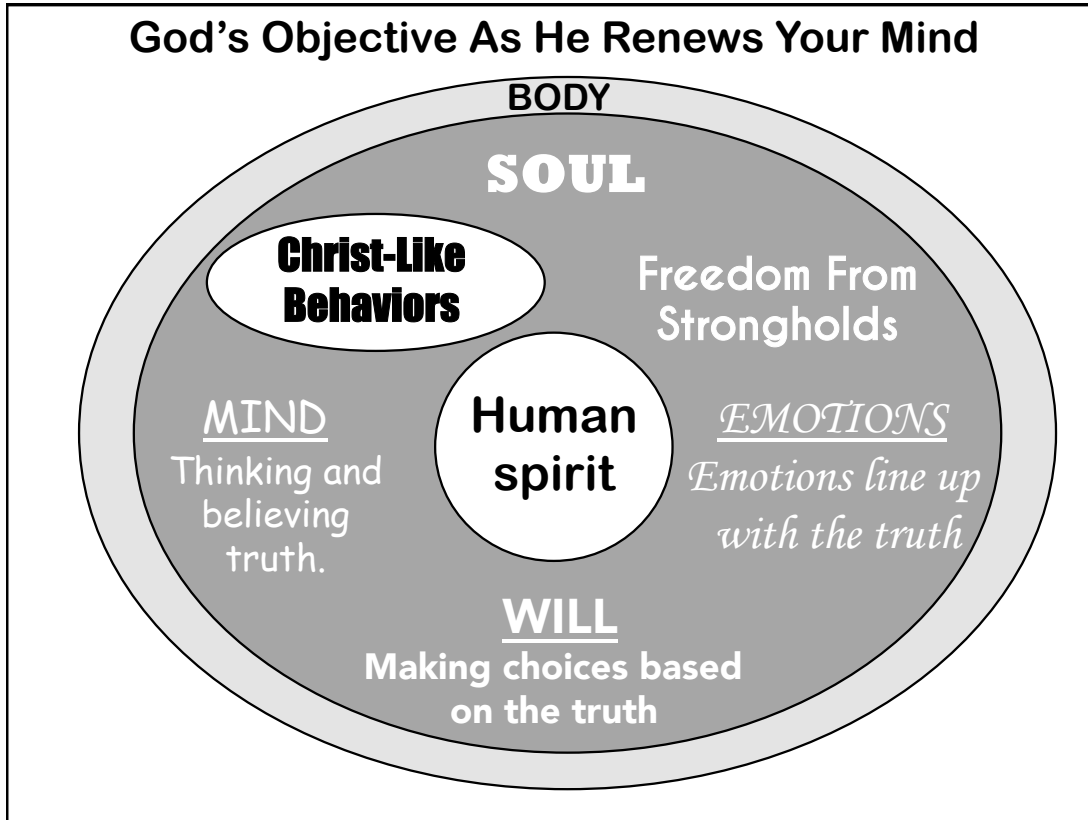 God's Objective As He Renews Your Mind
BODY
SOUL
Christ-Like
Behaviors
Freedom From
Strongholds
MIND
Thinking and
believing
truth.
Human
spirit
EMOTIONS
Emotions line up
with the truth
WILL
Making choices based
on the truth